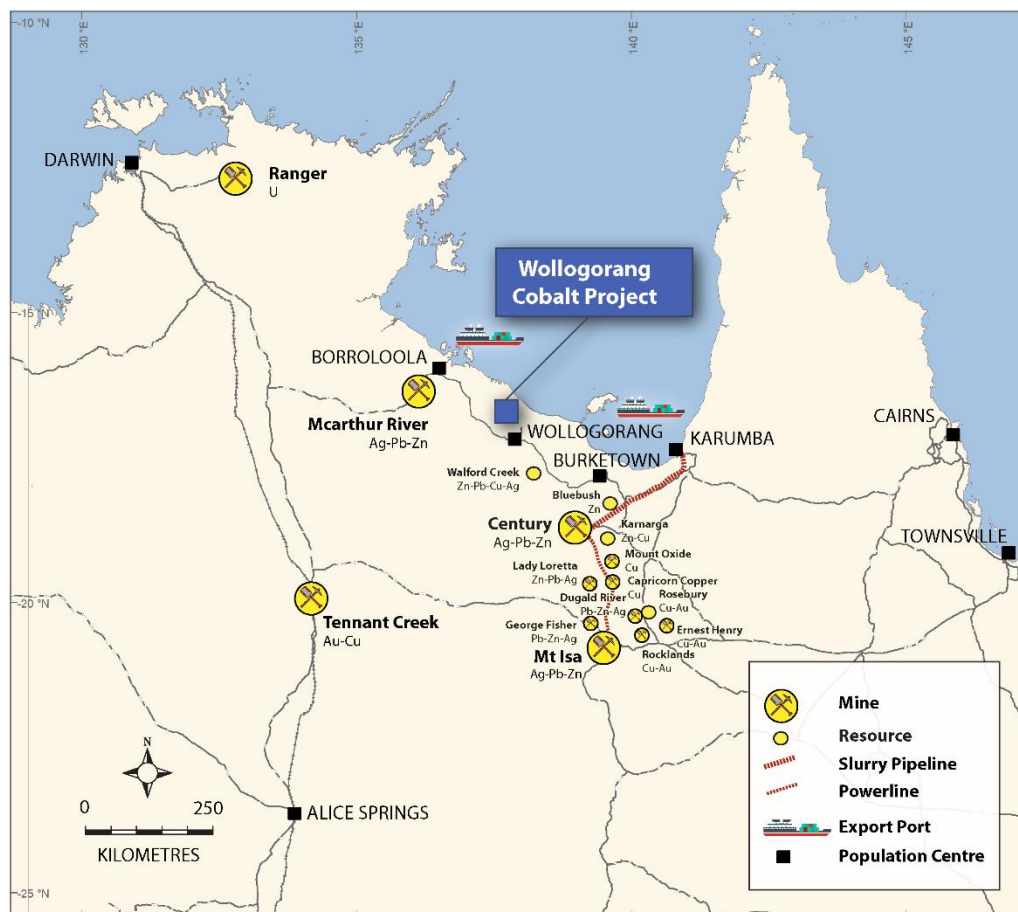 -10 °N
130 °E
135 °E
140 °E
145 °E
DARWIN
Ranger
U
Wollogorang
Cobalt Project
-15 °N
BORROLOOLA
Mcarthur River
Ag-Pb-Zn
WOLLOGORANG
KARUMBA
CAIRNS
BURKETOWN
Walford Creek
Zn-Pb-Cu-Ag
Bluebush
Zn
Century
Ag-Pb-Zn
Karnarga
Zn-Cu
TOWNSVILLE
Mount Oxide
Cu
Lady Loretta
Zn-Pb-Ag
Capricorn Copper
Cu
-20 °N
Dugald River
Pb-Zn-Ag
Rosebury
Cu-Au
Tennant Creek
Au-Cu
George Fisher
Pb-Zn-Ag
Ernest Henry
Cu-Au
Mt Isa
Ag-Pb-Zn
Rocklands
Cu-Au
Mine
Resource
Slurry Pipeline
Powerline
Export Port
Population Centre
N
0 250
KILOMETRES
ALICE SPRINGS
-25 °N